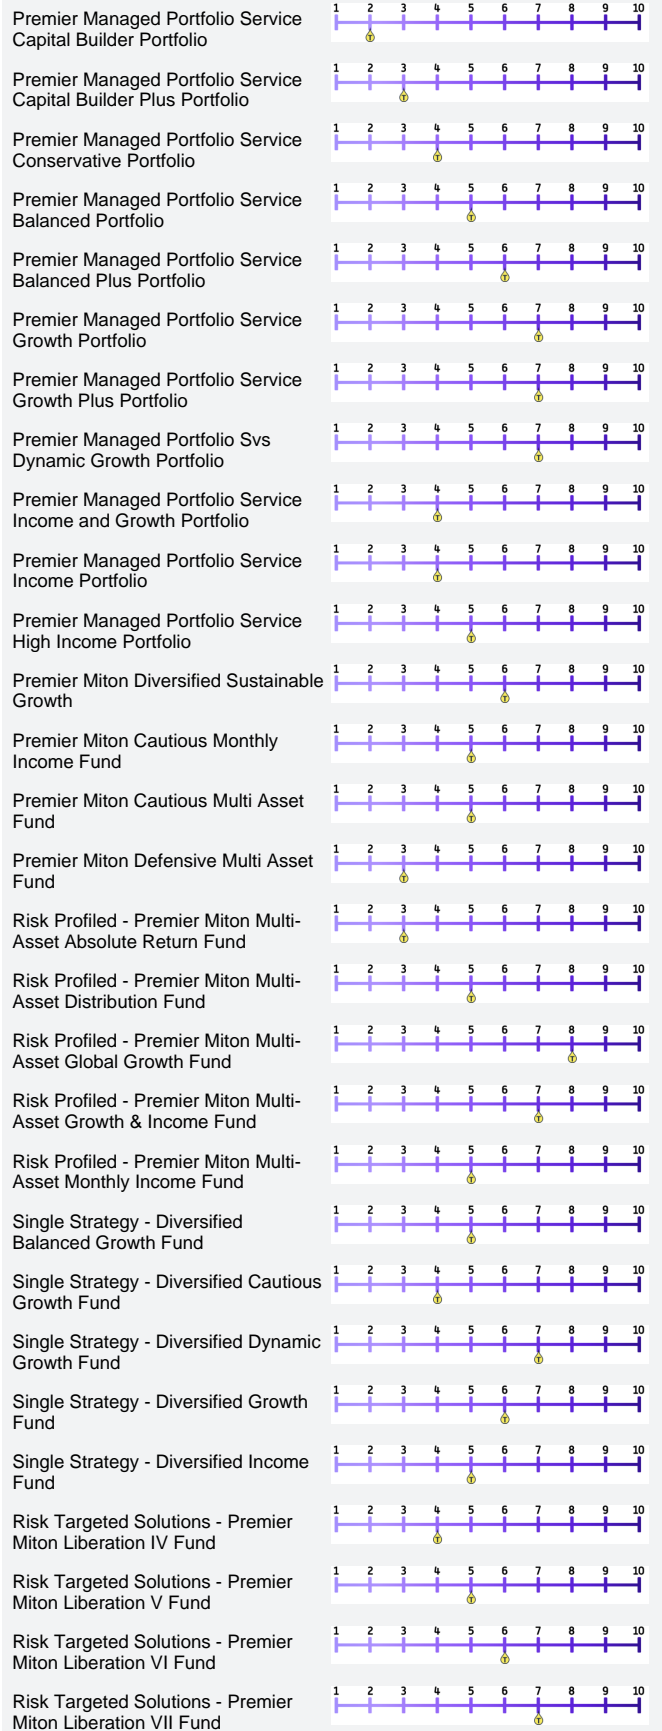 Premier Managed Portfolio Service
Capital Builder Portfolio
1 2 3 4 5 6 7 8 9 10
T
Premier Managed Portfolio Service
Capital Builder Plus Portfolio
1 2 3 4 5 6 7 8 9 10
T
Premier Managed Portfolio Service
Conservative Portfolio
1 2 3 4 5 6 7 8 9 10
T
Premier Managed Portfolio Service
Balanced Portfolio
1 2 3 4 5 6 7 8 9 10
T
Premier Managed Portfolio Service
Balanced Plus Portfolio
1 2 3 4 5 6 7 8 9 10
T
Premier Managed Portfolio Service
Growth Portfolio
1 2 3 4 5 6 7 8 9 10
T
Premier Managed Portfolio Service
Growth Plus Portfolio
1 2 3 4 5 6 7 8 9 10
T
Premier Managed Portfolio Svs
Dynamic Growth Portfolio
1 2 3 4 5 6 7 8 9 10
T
Premier Managed Portfolio Service
Income and Growth Portfolio
1 2 3 4 5 6 7 8 9 10
T
Premier Managed Portfolio Service
Income Portfolio
1 2 3 4 5 6 7 8 9 10
T
Premier Managed Portfolio Service
High Income Portfolio
1 2 3 4 5 6 7 8 9 10
T
Premier Miton Diversified Sustainable
Growth
1 2 3 4 5 6 7 8 9 10
T
Premier Miton Cautious Monthly
Income Fund
1 2 3 4 5 6 7 8 9 10
T
Premier Miton Cautious Multi Asset
Fund
1 2 3 4 5 6 7 8 9 10
T
Premier Miton Defensive Multi Asset
Fund
1 2 3 4 5 6 7 8 9 10
T
Risk Profiled - Premier Miton Multi-
Asset Absolute Return Fund
1 2 3 4 5 6 7 8 9 10
T
Risk Profiled - Premier Miton Multi-
Asset Distribution Fund
1 2 3 4 5 6 7 8 9 10
T
Risk Profiled - Premier Miton Multi-
Asset Global Growth Fund
1 2 3 4 5 6 7 8 9 10
T
Risk Profiled - Premier Miton Multi-
Asset Growth & Income Fund
1 2 3 4 5 6 7 8 9 10
T
Risk Profiled - Premier Miton Multi-
Asset Monthly Income Fund
1 2 3 4 5 6 7 8 9 10
T
Single Strategy - Diversified
Balanced Growth Fund
1 2 3 4 5 6 7 8 9 10
T
Single Strategy - Diversified Cautious
Growth Fund
1 2 3 4 5 6 7 8 9 10
T
Single Strategy - Diversified Dynamic
Growth Fund
1 2 3 4 5 6 7 8 9 10
T
Single Strategy - Diversified Growth
Fund
1 2 3 4 5 6 7 8 9 10
T
Single Strategy - Diversified Income
Fund
1 2 3 4 5 6 7 8 9 10
T
Risk Targeted Solutions - Premier
Miton Liberation IV Fund
1 2 3 4 5 6 7 8 9 10
T
Risk Targeted Solutions - Premier
Miton Liberation V Fund
1 2 3 4 5 6 7 8 9 10
T
Risk Targeted Solutions - Premier
Miton Liberation VI Fund
1 2 3 4 5 6 7 8 9 10
T
Risk Targeted Solutions - Premier
Miton Liberation VII Fund
1 2 3 4 5 6 7 8 9 10
T